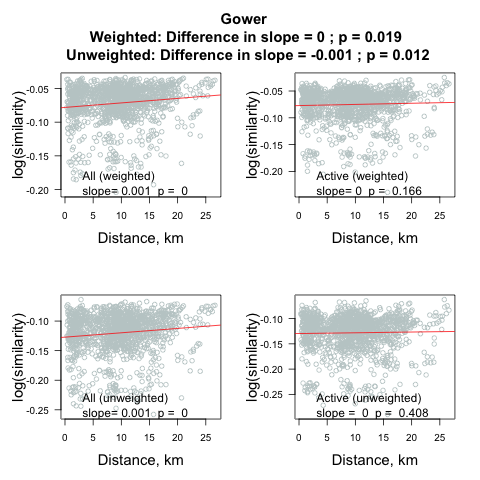 Gower
Weighted: Difference in slope = 0 ; p = 0.019
Unweighted: Difference in slope = -0.001 ; p = 0.012
log(similarity)
-0.05
-0.10
-0.15
-0.20
All (weighted)
slope= 0.001 p = 0
0 5 10 15 20 25
Distance, km
log(similarity)
-0.05
-0.10
-0.15
-0.20
Active (weighted)
slope= 0 p = 0.166
0 5 10 15 20 25
Distance, km
log(similarity)
-0.10
-0.15
-0.20
-0.25
All (unweighted)
slope= 0.001 p = 0
0 5 10 15 20 25
Distance, km
log(similarity)
-0.10
-0.15
-0.20
-0.25
Active (unweighted)
slope = 0 p = 0.408
0 5 10 15 20 25
Distance, km